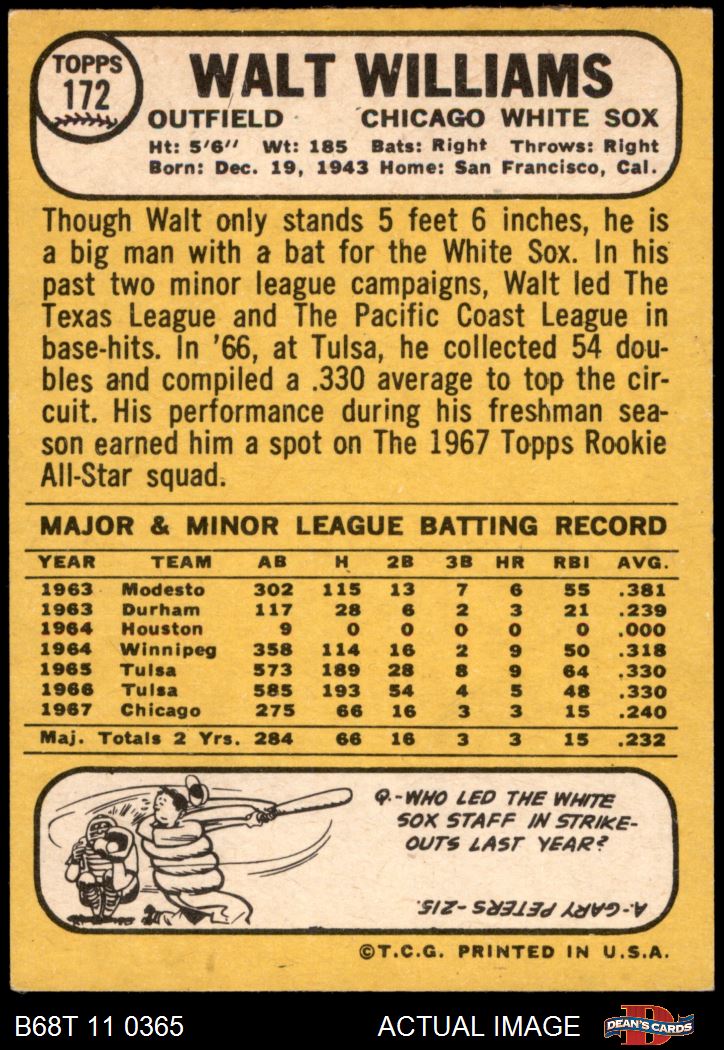 TOPPS
172
WALT WILLIAMS
OUTFIELD CHICAGO WHITE SOX
Ht: 5'6" Wt: 185 Bats: Right Throws: Right
Born: Dec. 19, 1943 Home: San Francisco, Cal.
Though Walt only stands 5 feet 6 inches, he is
a big man with a bat for the White Sox. In his
past two minor league campaigns, Walt led The
Texas League and The Pacific Coast League in
base-hits. In '66, at Tulsa, he collected 54 dou-
bles and compiled a .330 average to top the cir-
cuit. His performance during his freshman sea-
son earned him a spot on The 1967 Topps Rookie
All-Star squad.
MAJOR & MINOR LEAGUE BATTING RECORD
YEAR TEAM AB H 2B 3B HR RBI AVG.
1963 Modesto 302 115 13 7 6 55 .381
1963 Durham 117 28 6 2 3 21 .239
1964 Houston 9 0 0 0 0 0 .000
1964 Winnipeg 358 114 16 2 9 50 .318
1965 Tulsa 573 189 28 8 9 64 .330
1966 Tulsa 585 193 54 4 5 48 .330
1967 Chicago 275 66 16 3 3 15 .240
Maj. Totals 2 Yrs. 284 66 16 3 3 15 .232
Q.-WHO LED THE WHITE
SOX STAFF IN STRIKE-
OUTS LAST YEAR?
A-GARY PETERS-215.
©T.C.G. PRINTED IN U.S.A.
B68T 11 0365 ACTUAL IMAGE D DEAN'S CARDS